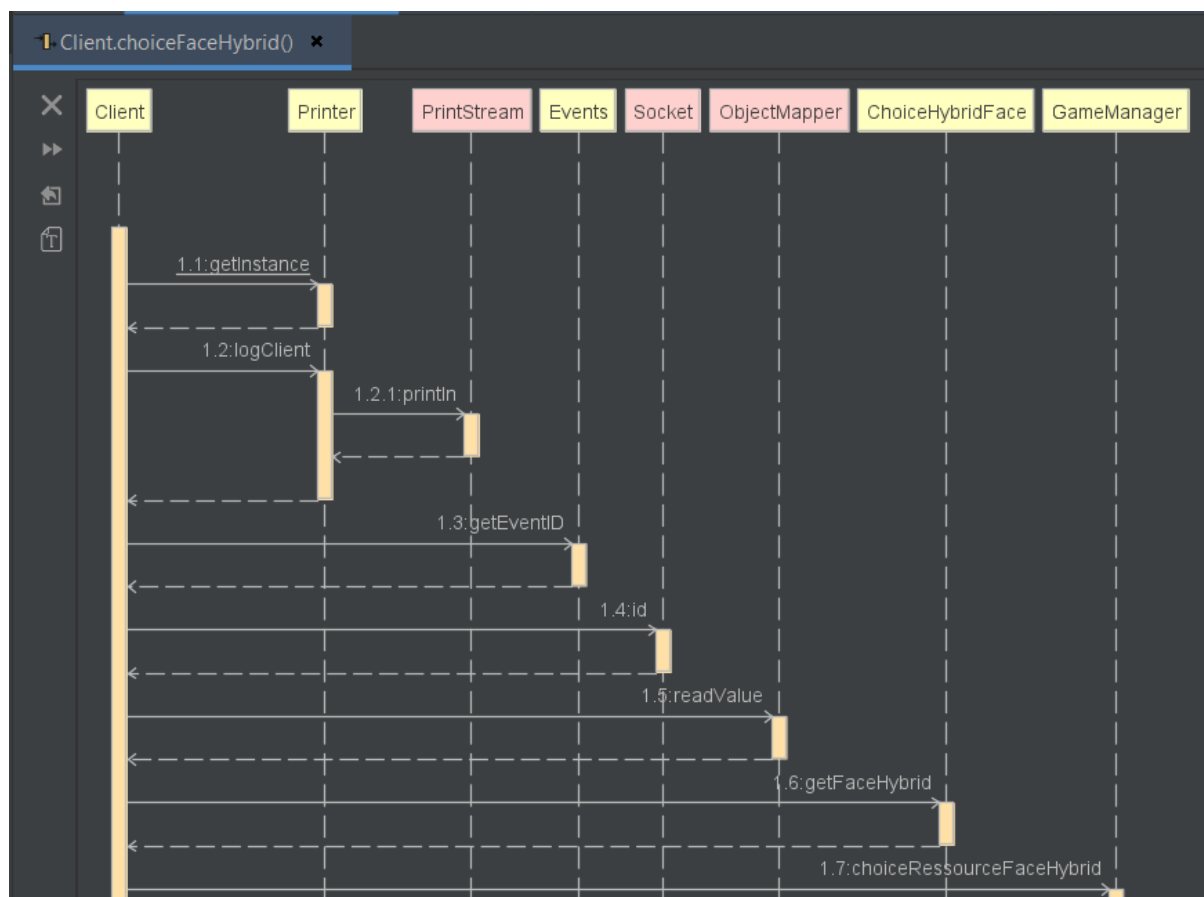 Client.choiceFaceHybrid()
Client Printer PrintStream Events Socket ObjectMapper ChoiceHybridFace GameManager
1.1:getInstance
1.2:logClient
1.2.1:println
1.3:getEventID
1.4:id
1.5:readValue
1.6:getFaceHybrid
1.7:choiceRessourceFaceHybrid